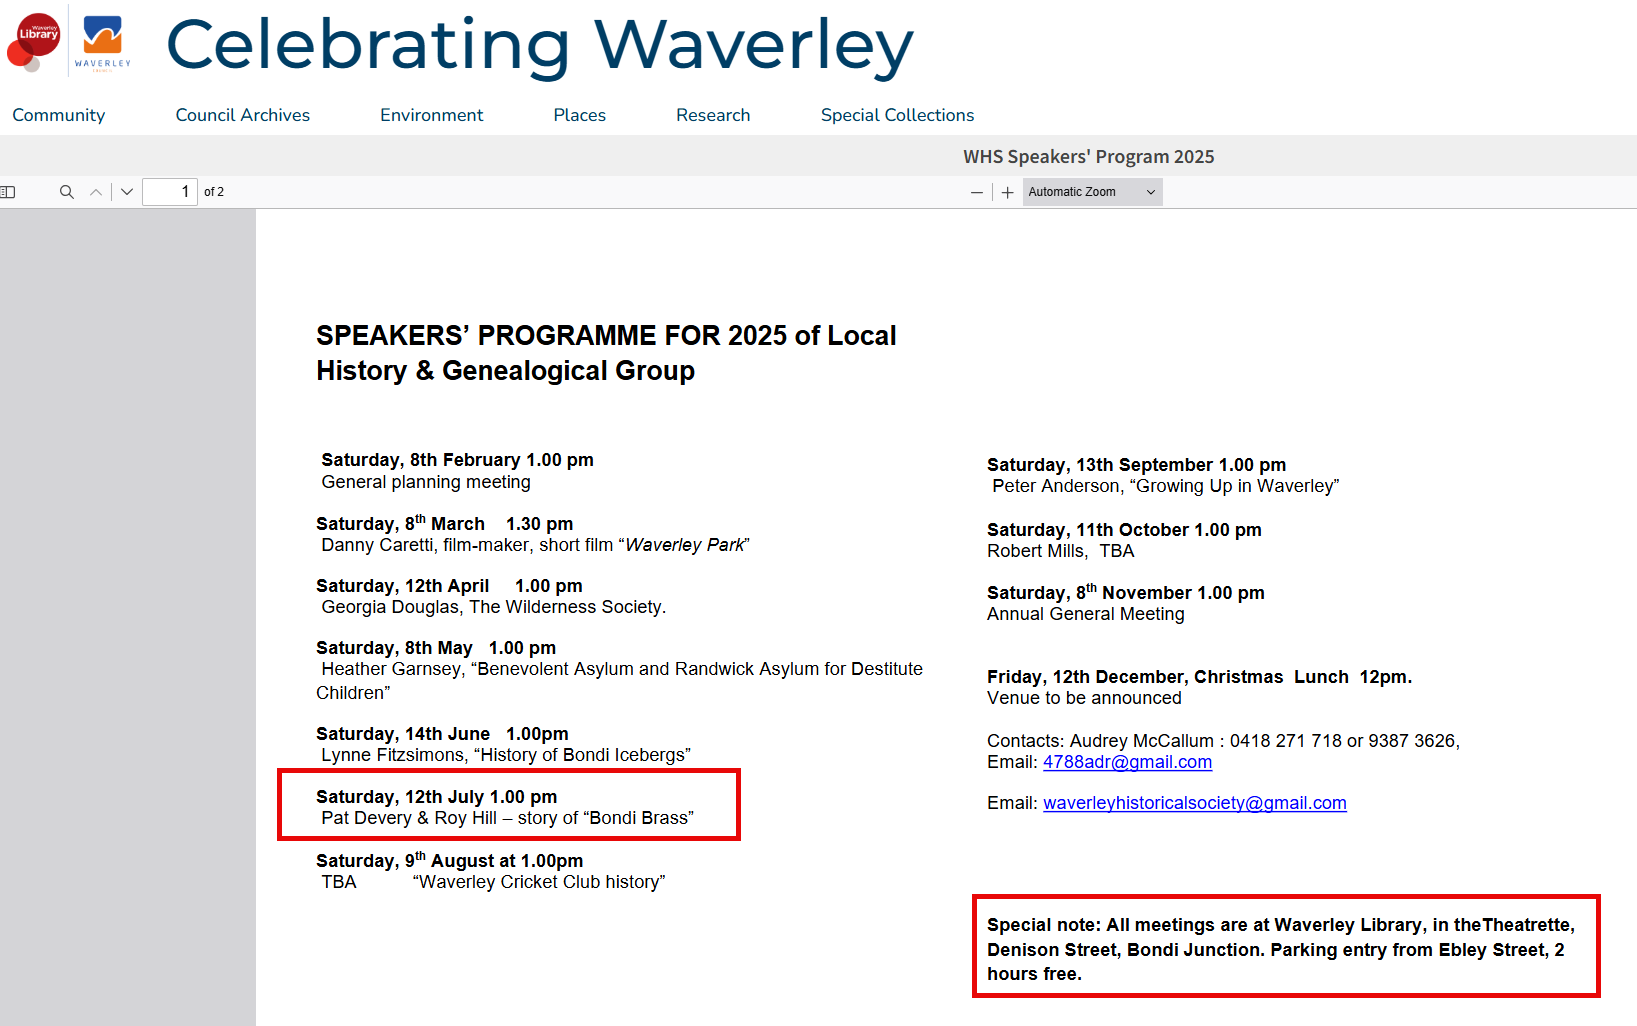 Waverley
Library
WAVERLEY
COUNCIL
Celebrating Waverley
Community Council Archives Environment Places Research Special Collections
WHS Speakers' Program 2025
1 of 2
Automatic Zoom
SPEAKERS’ PROGRAMME FOR 2025 of Local
History & Genealogical Group
Saturday, 8th February 1.00 pm
General planning meeting
Saturday, 8th March 1.30 pm
Danny Caretti, film-maker, short film “Waverley Park”
Saturday, 12th April 1.00 pm
Georgia Douglas, The Wilderness Society.
Saturday, 8th May 1.00 pm
Heather Garnsey, “Benevolent Asylum and Randwick Asylum for Destitute
Children”
Saturday, 14th June 1.00pm
Lynne Fitzsimons, “History of Bondi Icebergs”
Saturday, 12th July 1.00 pm
Pat Devery & Roy Hill – story of “Bondi Brass”
Saturday, 9th August at 1.00pm
TBA “Waverley Cricket Club history”
Saturday, 13th September 1.00 pm
Peter Anderson, “Growing Up in Waverley”
Saturday, 11th October 1.00 pm
Robert Mills, TBA
Saturday, 8th November 1.00 pm
Annual General Meeting
Friday, 12th December, Christmas Lunch 12pm.
Venue to be announced
Contacts: Audrey McCallum : 0418 271 718 or 9387 3626,
Email: 4788adr@gmail.com
Email: waverleyhistoricalsociety@gmail.com
Special note: All meetings are at Waverley Library, in theTheatrette,
Denison Street, Bondi Junction. Parking entry from Ebley Street, 2
hours free.